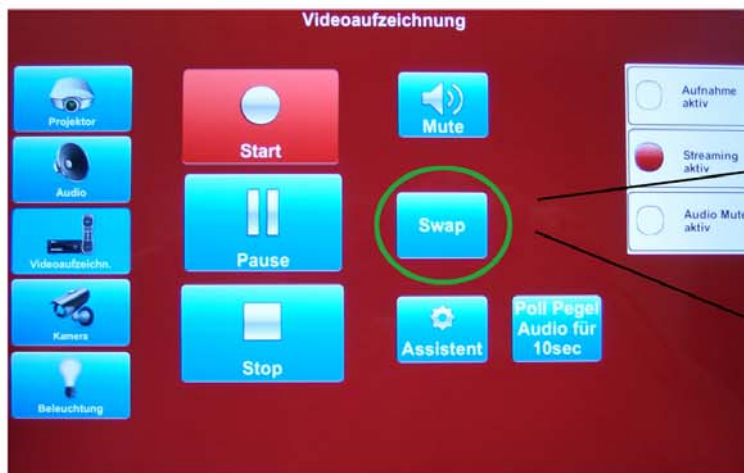 Videoaufzeichnung
Projektor
Audio
Videoaufzeichn.
Kamera
Beleuchtung
Start
Pause
Stop
Mute
Swap
Assistent
Poll Pegel
Audio für
10sec
Aufnahme
aktiv
Streaming
aktiv
Audio Mute
aktiv